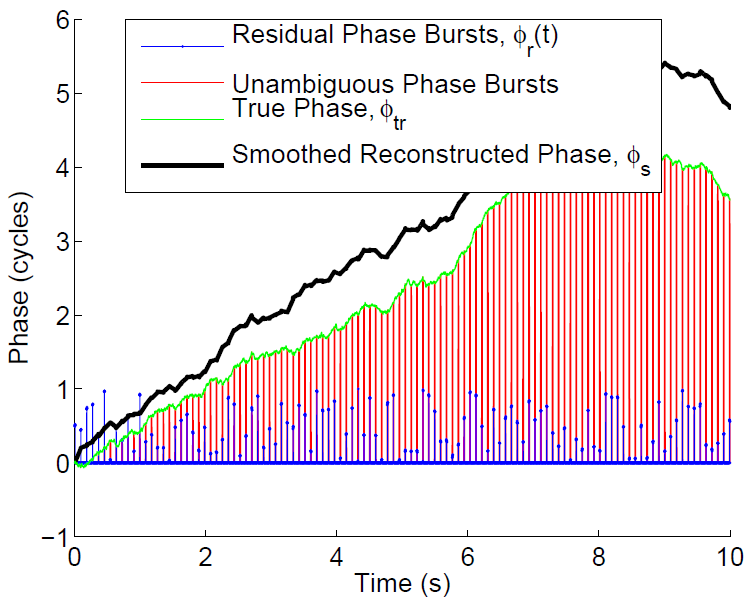 Residual Phase Bursts, ϕr(t)
Unambiguous Phase Bursts
True Phase, ϕtr
Smoothed Reconstructed Phase, ϕs
Phase (cycles)
6
5
4
3
2
1
0
−1
0 2 4 6 8 10
Time (s)